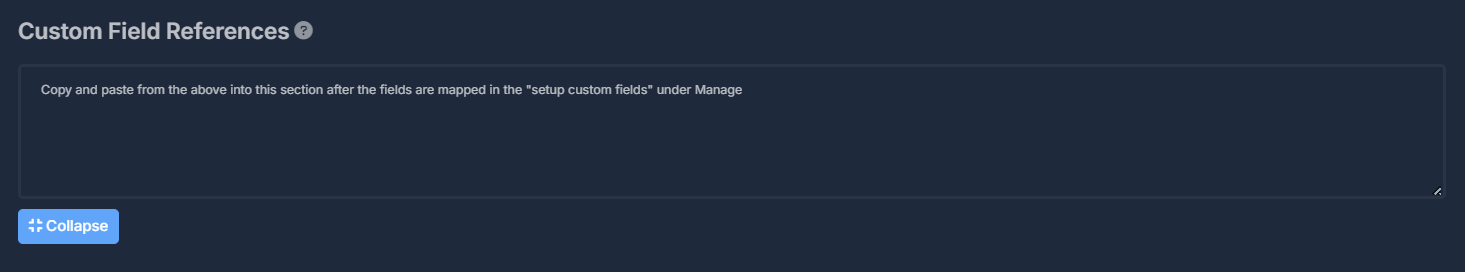 Custom Field References ?
Copy and paste from the above into this section after the fields are mapped in the "setup custom fields" under Manage
Collapse